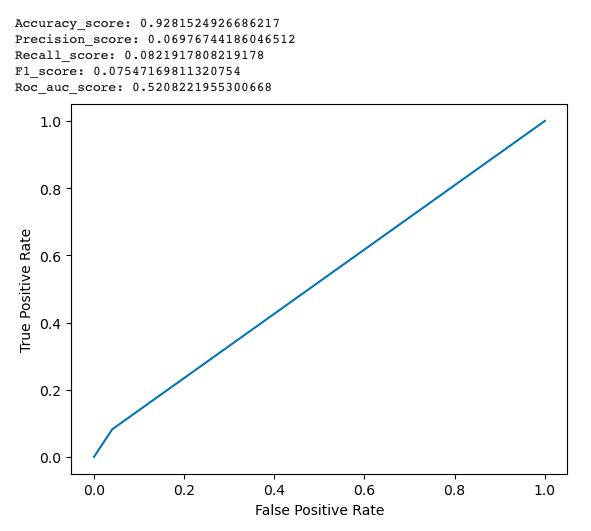 Accuracy_score: 0.9281524926686217
Precision_score: 0.06976744186046512
Recall_score: 0.0821917808219178
F1_score: 0.07547169811320754
Roc_auc_score: 0.5208221955300668
1.0
0.8
0.6
0.4
0.2
0.0
True Positive Rate
0.0 0.2 0.4 0.6 0.8 1.0
False Positive Rate